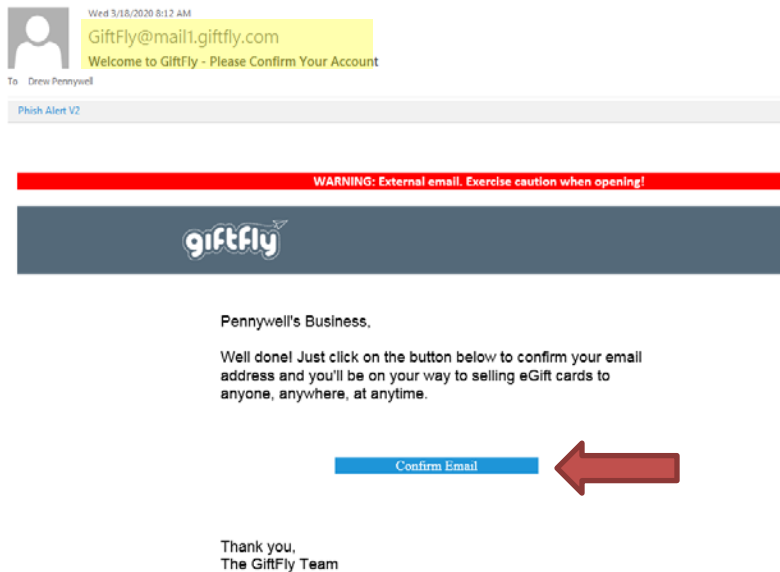 Wed 3/18/2020 8:12 AM
GiftFly@mail1.giftfly.com
Welcome to GiftFly - Please Confirm Your Account
To Drew Pennywell
Phish Alert V2
WARNING: External email. Exercise caution when opening!
giftfly
Pennywell's Business,
Well done! Just click on the button below to confirm your email
address and you'll be on your way to selling eGift cards to
anyone, anywhere, at anytime.
Confirm Email
Thank you,
The GiftFly Team